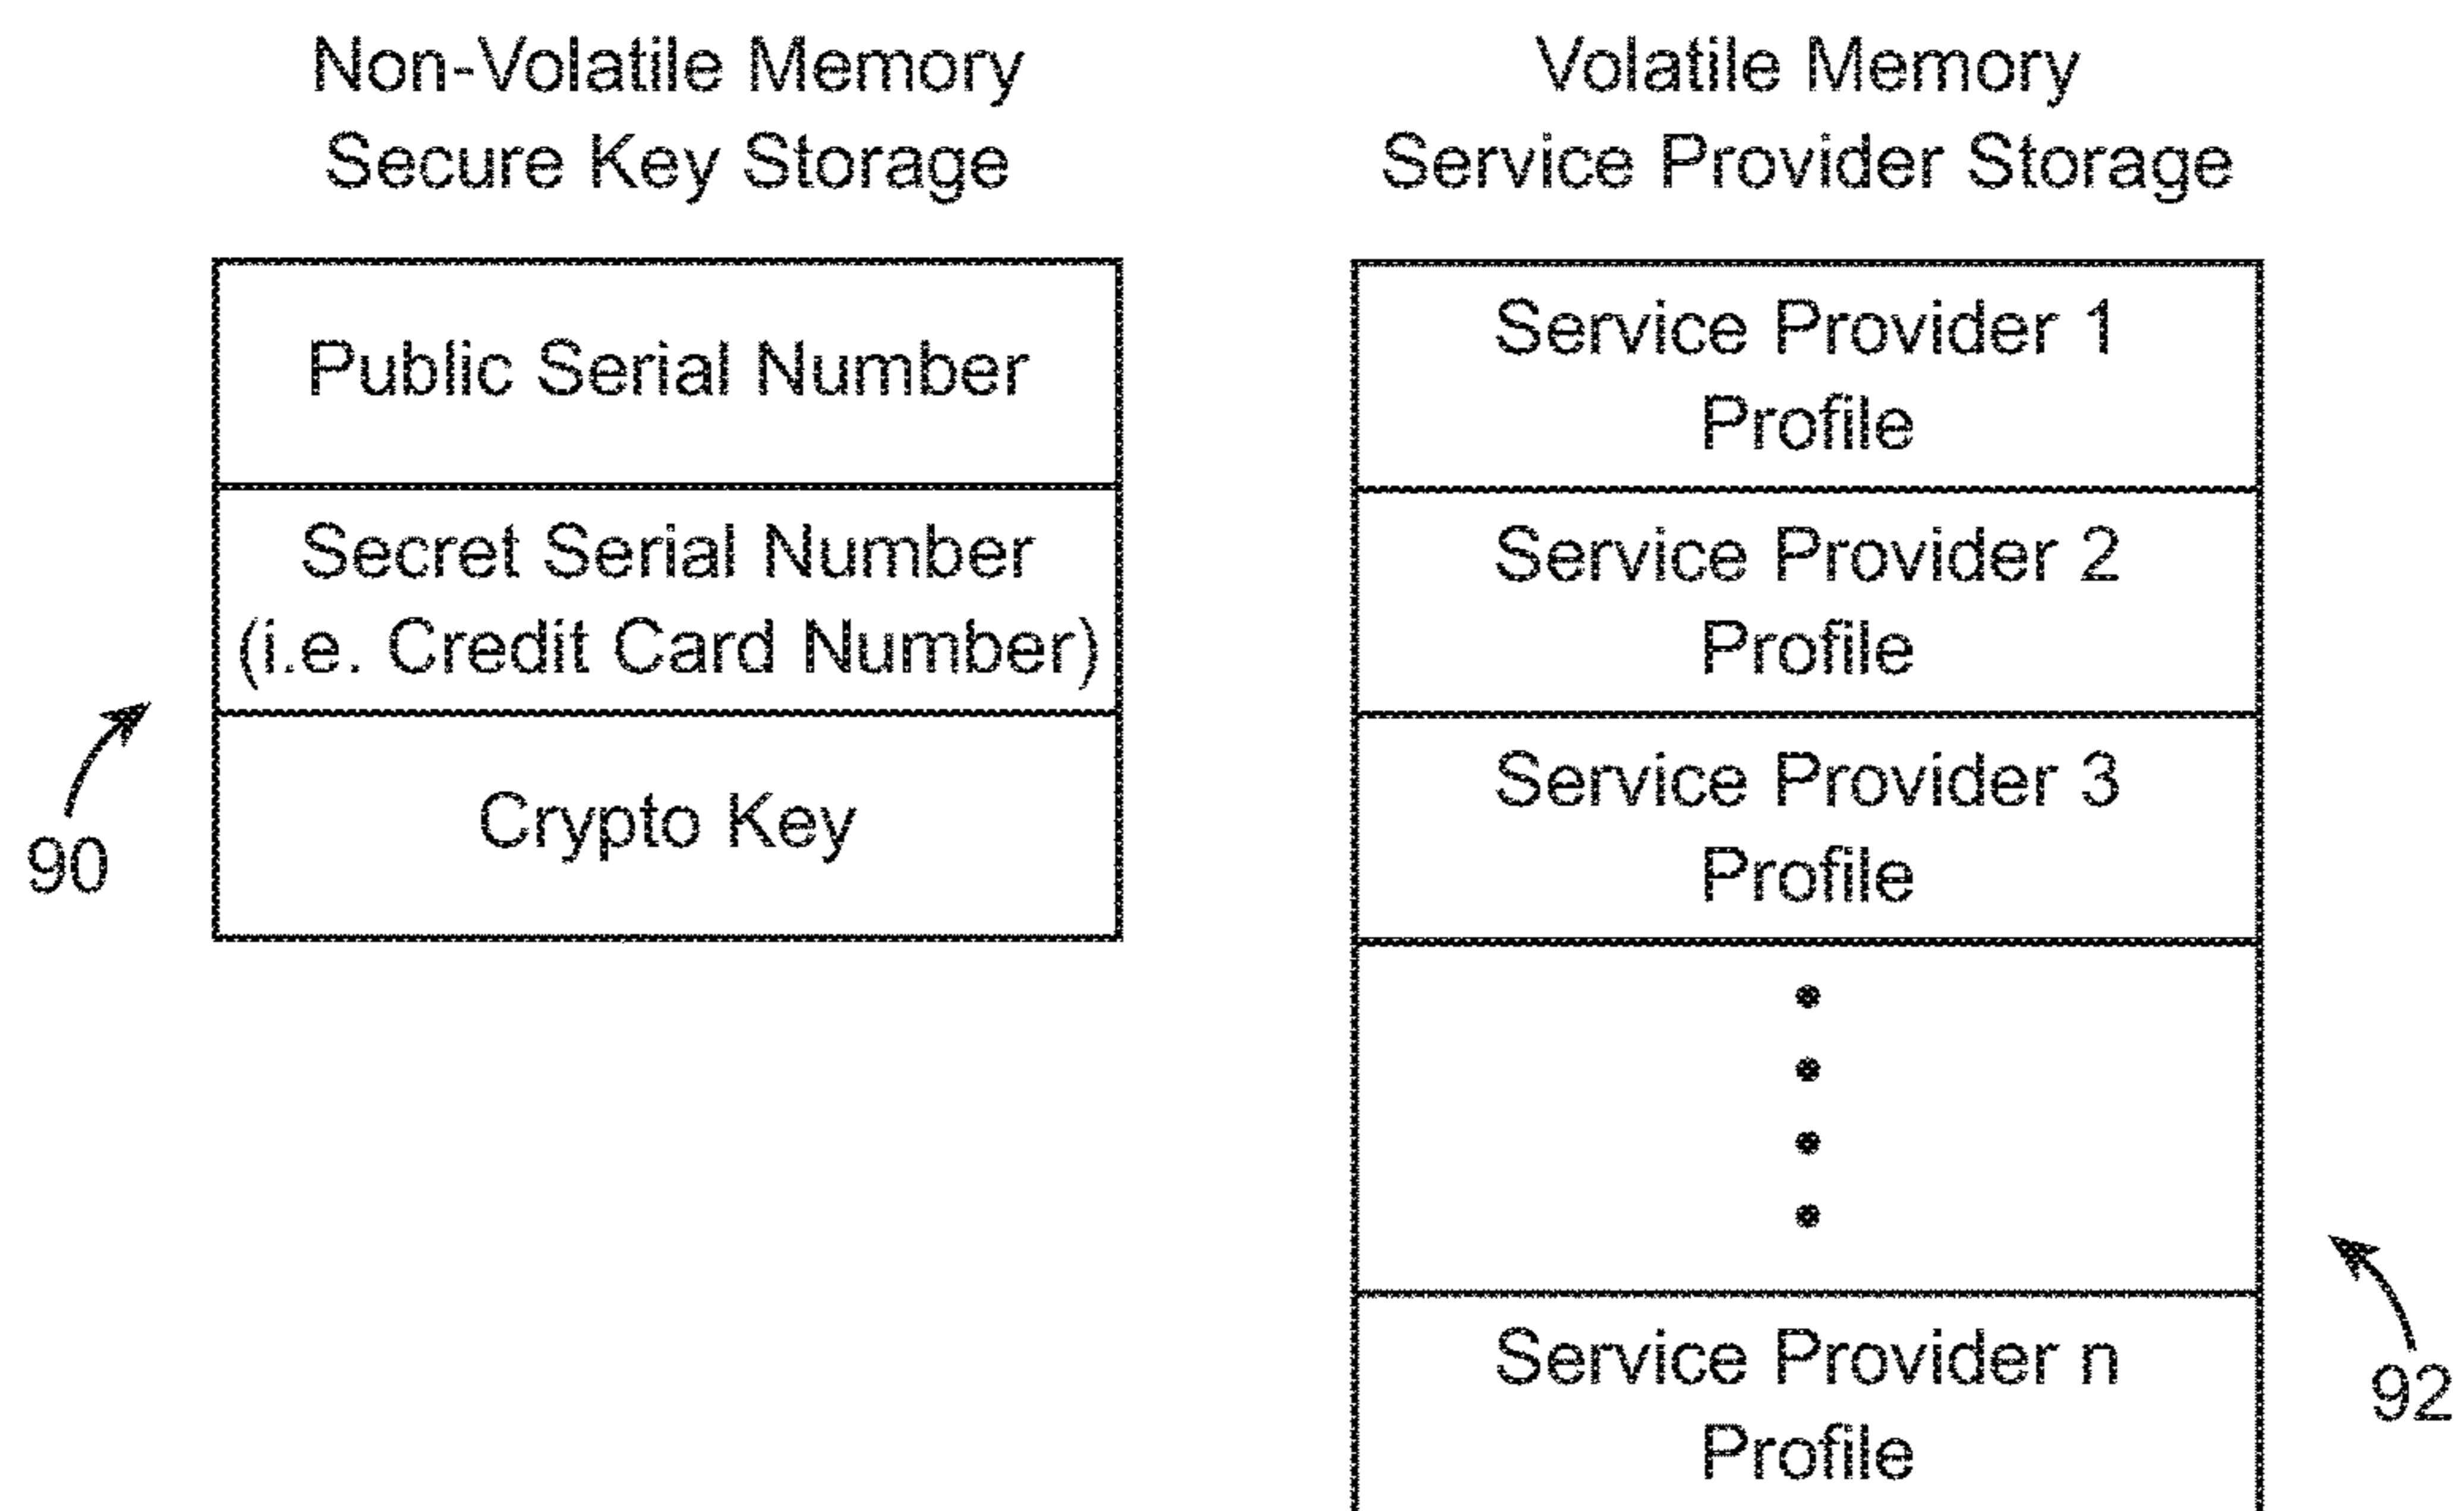 Non-Volatile Memory
Secure Key Storage
Public Serial Number
Secret Serial Number
(i.e. Credit Card Number)
Crypto Key
90
Volatile Memory
Service Provider Storage
Service Provider 1
Profile
Service Provider 2
Profile
Service Provider 3
Profile
Service Provider n
Profile
92